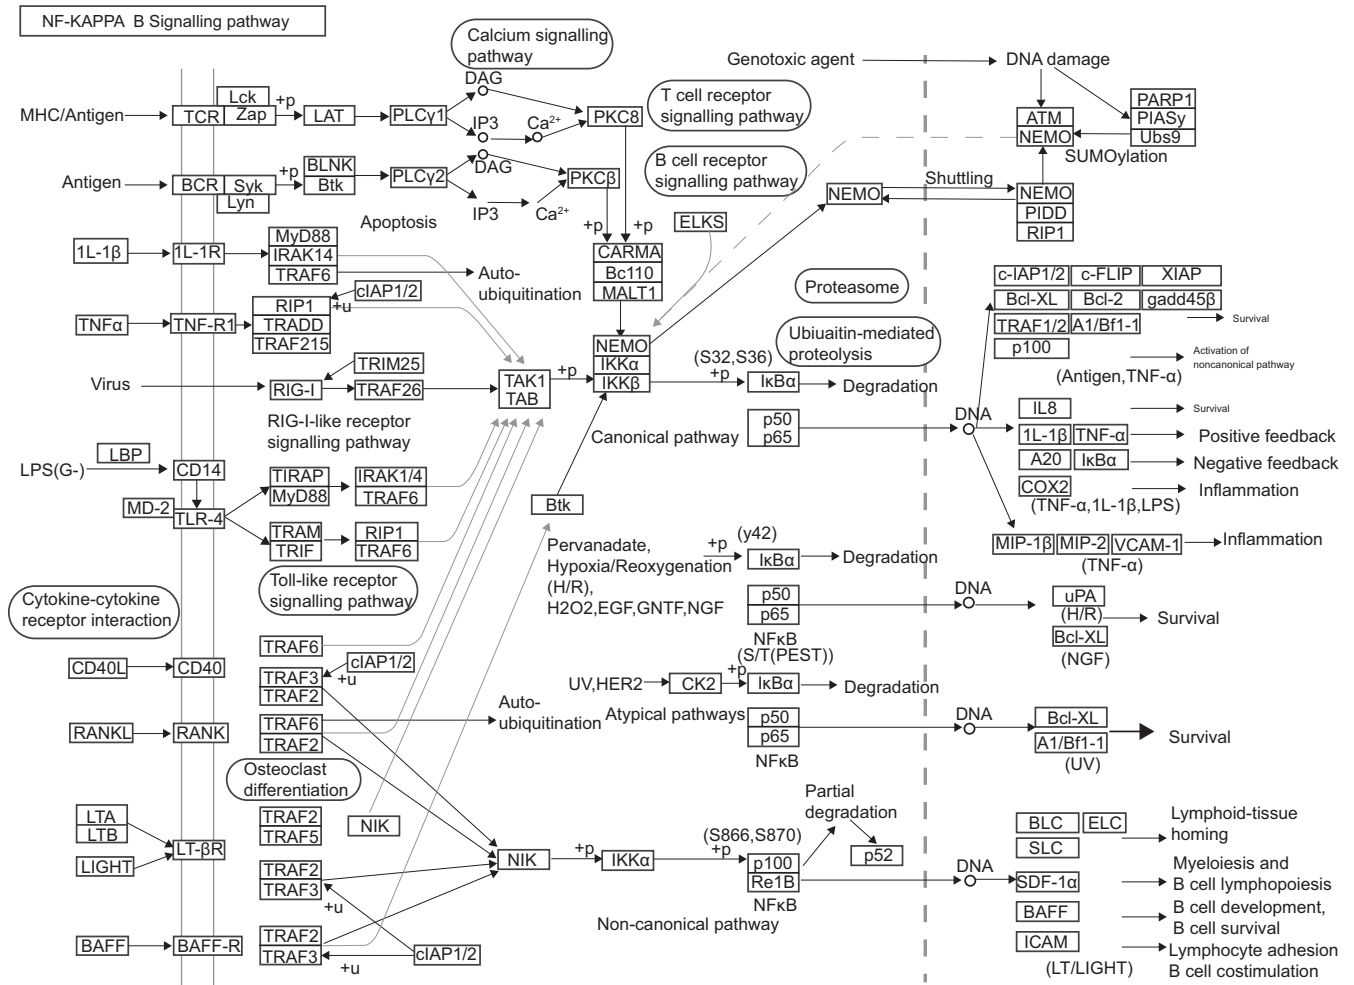 NF-KAPPA B Signalling pathway
Calcium signalling
pathway
T cell receptor
signalling pathway
B cell receptor
signalling pathway
MHC/Antigen
TCR
Lck
Zap
+p
LAT
PLCγ1
DAG
IP3
Ca²⁺
PKC8
Antigen
BCR
Syk
Lyn
+p
BLNK
Btk
PLCγ2
DAG
IP3
Ca²⁺
PKCβ
Apoptosis
+p
+p
ELKS
CARMA
Bc110
MALT1
Genotoxic agent
DNA damage
ATM
NEMO
PARP1
PIASy
Ubs9
SUMOylation
NEMO
Shuttling
NEMO
PIDD
RIP1
1L-1β
1L-1R
MyD88
IRAK14
TRAF6
Auto-
ubiquitination
TNFα
TNF-R1
RIP1
TRADD
TRAF215
cIAP1/2
+u
Virus
RIG-I
TRIM25
TRAF26
RIG-I-like receptor
signalling pathway
TAK1
TAB
+p
NEMO
IKKα
IKKβ
Proteasome
Ubiuaitin-mediated
proteolysis
(S32,S36)
+p
IκBα
Degradation
Canonical pathway
p50
p65
DNA
c-IAP1/2
c-FLIP
XIAP
Bcl-XL
Bcl-2
gadd45β
TRAF1/2
A1/Bf1-1
Survival
p100
Activation of
noncanonical pathway
(Antigen,TNF-α)
IL8
Survival
1L-1β
TNF-α
Positive feedback
A20
IκBα
Negative feedback
COX2
Inflammation
(TNF-α,1L-1β,LPS)
MIP-1β
MIP-2
VCAM-1
Inflammation
(TNF-α)
LPS(G-)
LBP
CD14
MD-2
TLR-4
TIRAP
MyD88
IRAK1/4
TRAF6
TRAM
TRIF
RIP1
TRAF6
Toll-like receptor
signalling pathway
Btk
Pervanadate,
Hypoxia/Reoxygenation
(H/R),
H2O2,EGF,GNTF,NGF
+p
(y42)
IκBα
Degradation
p50
p65
NFκB
DNA
uPA
(H/R)
Bcl-XL
(NGF)
Survival
Cytokine-cytokine
receptor interaction
CD40L
CD40
TRAF6
TRAF3
TRAF2
cIAP1/2
+u
RANKL
RANK
TRAF6
TRAF2
Auto-
ubiquitination
(S/T(PEST))
UV,HER2
CK2
+p
IκBα
Degradation
Atypical pathways
p50
p65
NFκB
DNA
Bcl-XL
A1/Bf1-1
(UV)
Survival
Osteoclast
differentiation
LTA
LTB
LIGHT
LT-βR
TRAF2
TRAF5
NIK
TRAF2
TRAF3
+u
NIK
+p
IKKα
(S866,S870)
+p
p100
Re1B
NFκB
Partial
degradation
p52
Non-canonical pathway
DNA
BLC
ELC
SLC
Lymphoid-tissue
homing
SDF-1α
Myeloiesis and
B cell lymphopoiesis
BAFF
B cell development,
B cell survival
ICAM
Lymphocyte adhesion
B cell costimulation
(LT/LIGHT)
BAFF
BAFF-R
TRAF2
TRAF3
+u
cIAP1/2